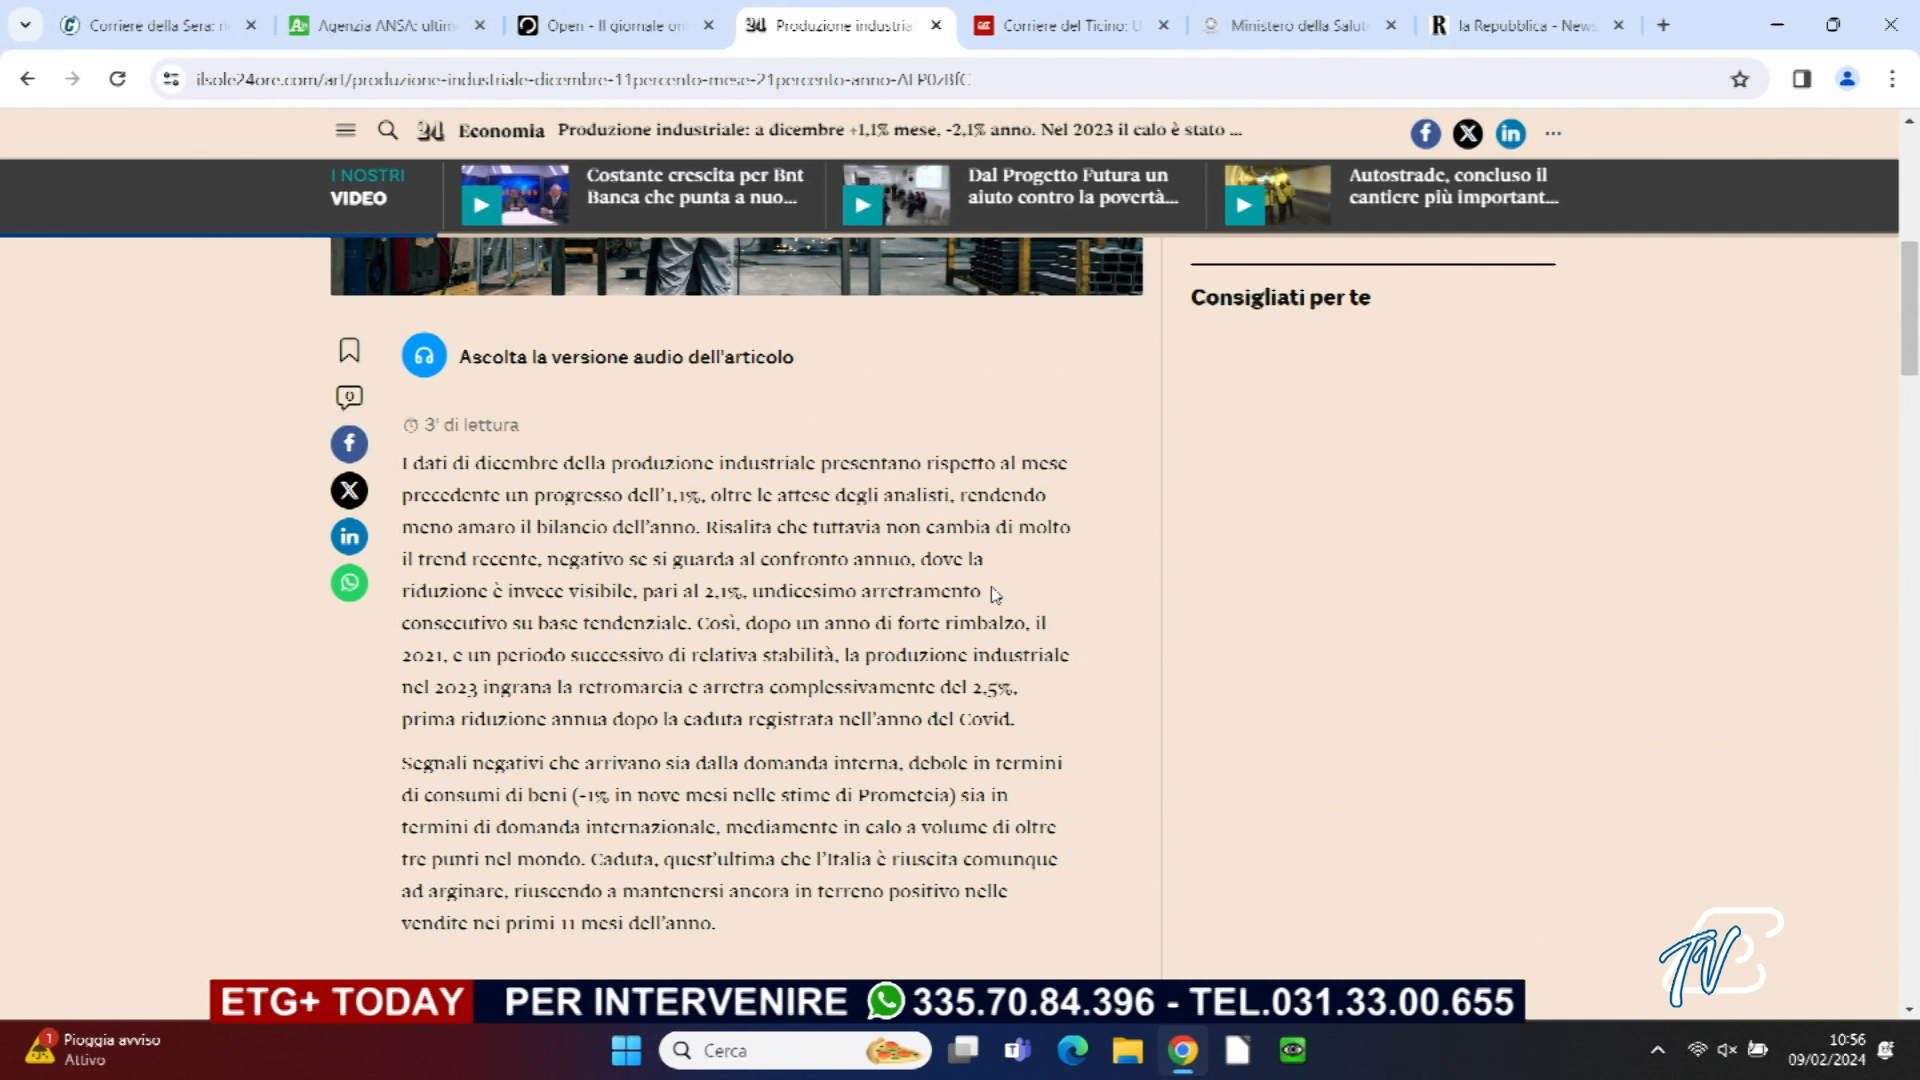 Corriere della Sera: n
Agenzia ANSA: ultim
Open - Il giornale on
Produzione industria
Corriere del Ticino: U
Ministero della Salut
la Repubblica - News
ilsole24ore.com/art/produzione-industriale-dicembre-11percento-mese-21percento-anno-
Economia
Produzione industriale: a dicembre +1,1% mese, -2,1% anno. Nel 2023 il calo è stato ...
I NOSTRI
VIDEO
Costante crescita per Bnt
Banca che punta a nuo...
Dal Progetto Futura un
aiuto contro la povertà...
Autostrade, concluso il
cantiere più important...
Consigliati per te
Ascolta la versione audio dell'articolo
0
3' di lettura
I dati di dicembre della produzione industriale presentano rispetto al mese
precedente un progresso dell'1,1%, oltre le attese degli analisti, rendendo
meno amaro il bilancio dell'anno. Risalita che tuttavia non cambia di molto
il trend recente, negativo se si guarda al confronto annuo, dove la
riduzione è invece visibile, pari al 2,1%, undicesimo arretramento
consecutivo su base tendenziale. Così, dopo un anno di forte rimbalzo, il
2021, e un periodo successivo di relativa stabilità, la produzione industriale
nel 2023 ingrana la retromarcia e arretra complessivamente del 2,5%,
prima riduzione annua dopo la caduta registrata nell'anno del Covid.
Segnali negativi che arrivano sia dalla domanda interna, debole in termini
di consumi di beni (-1% in nove mesi nelle stime di Prometeia) sia in
termini di domanda internazionale, mediamente in calo a volume di oltre
tre punti nel mondo. Caduta, quest'ultima che l'Italia è riuscita comunque
ad arginare, riuscendo a mantenersi ancora in terreno positivo nelle
vendite nei primi 11 mesi dell'anno.
TV
ETG+ TODAY PER INTERVENIRE 335.70.84.396 - TEL.031.33.00.655
1
Pioggia avviso
Attivo
Cerca
10:56
09/02/2024